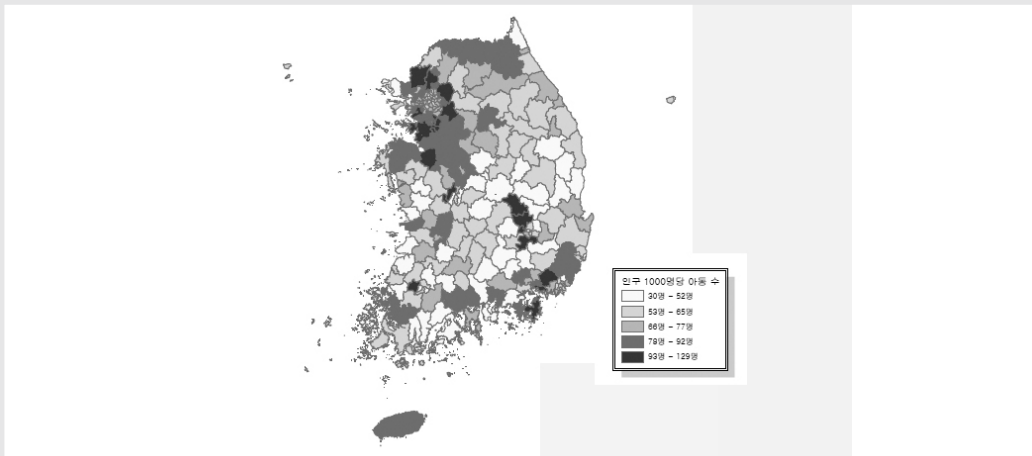 인구 1000명당 아동 수
30명 - 52명
53명 - 65명
66명 - 77명
78명 - 92명
93명 - 129명